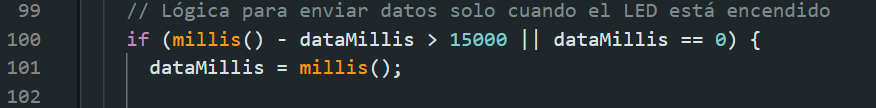 99 // Lógica para enviar datos solo cuando el LED está encendido
100 if (millis() - dataMillis > 15000 || dataMillis == 0) {
101 dataMillis = millis();
102